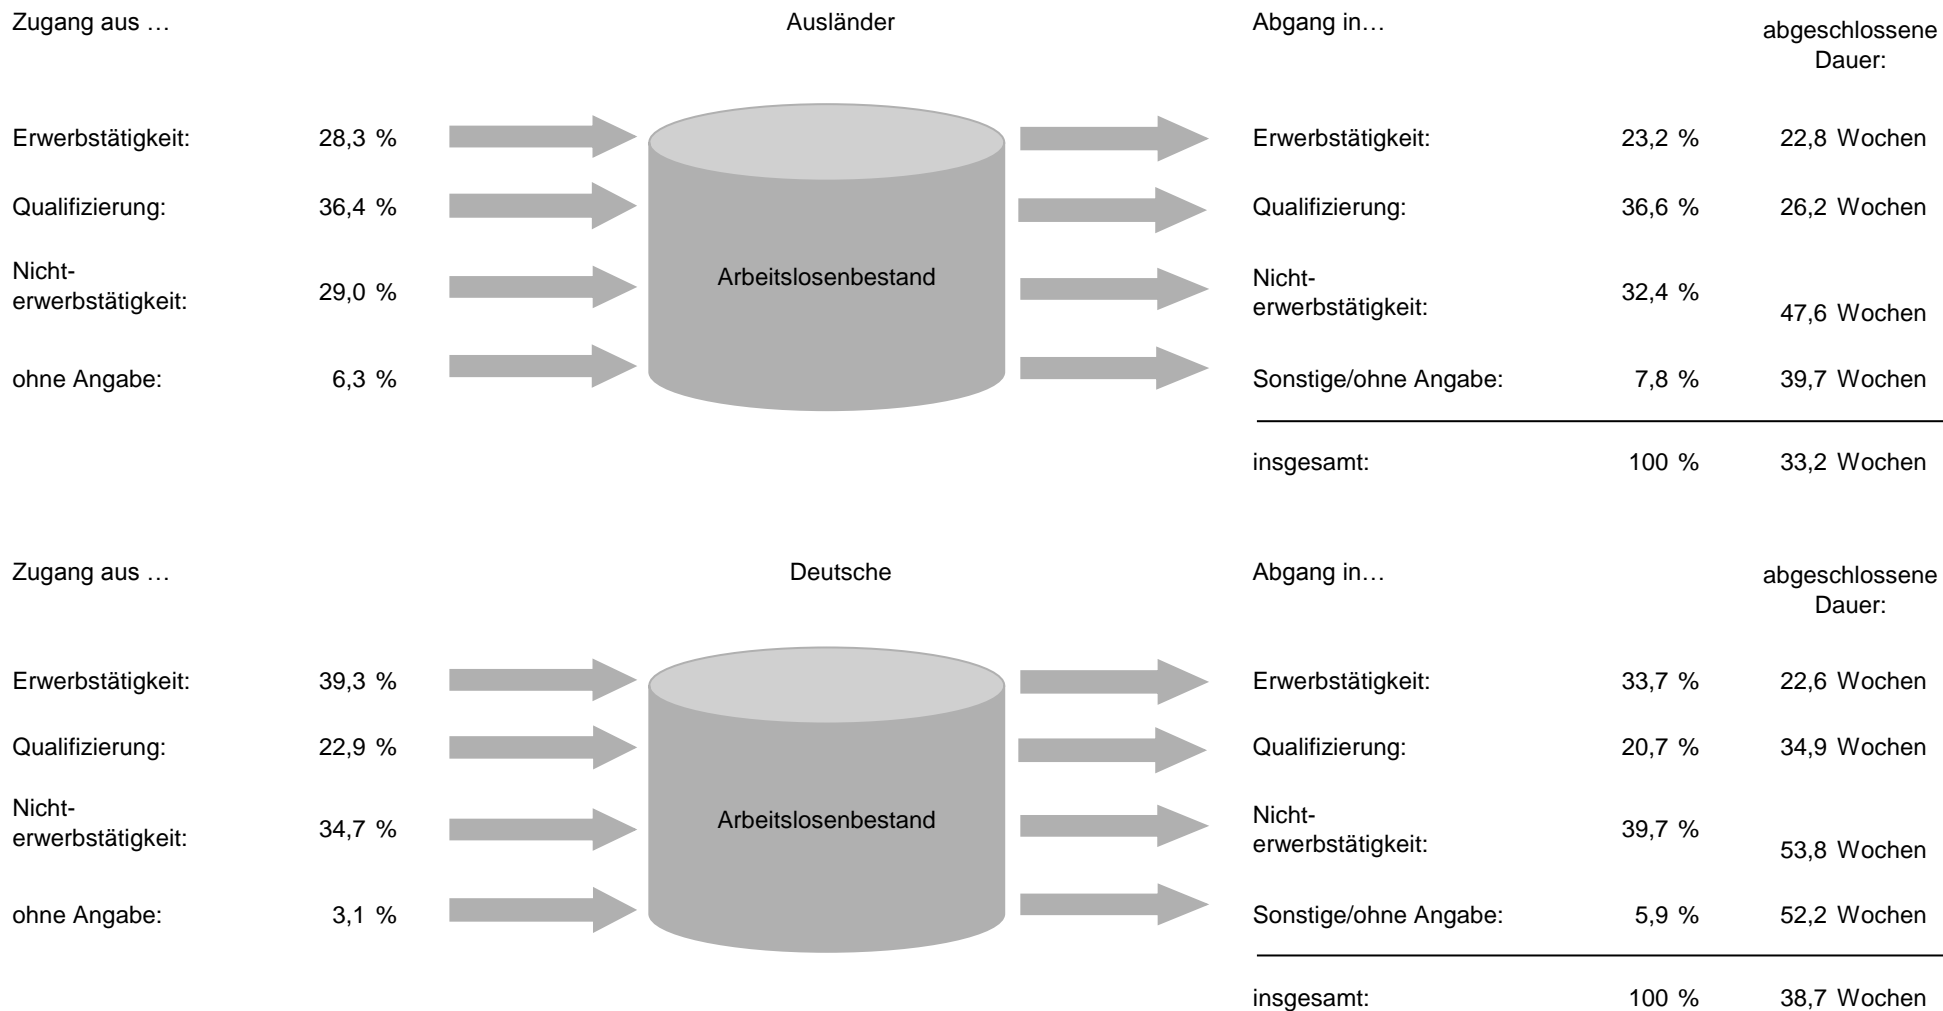 Zugang aus … Ausländer Abgang in… abgeschlossene
Dauer:
Erwerbstätigkeit: 28,3 % Erwerbstätigkeit: 23,2 % 22,8 Wochen
Qualifizierung: 36,4 % Qualifizierung: 36,6 % 26,2 Wochen
Nicht-
erwerbstätigkeit: 29,0 % Arbeitslosenbestand Nicht-
erwerbstätigkeit: 32,4 % 47,6 Wochen
ohne Angabe: 6,3 % Sonstige/ohne Angabe: 7,8 % 39,7 Wochen
insgesamt: 100 % 33,2 Wochen
Zugang aus … Deutsche Abgang in… abgeschlossene
Dauer:
Erwerbstätigkeit: 39,3 % Erwerbstätigkeit: 33,7 % 22,6 Wochen
Qualifizierung: 22,9 % Qualifizierung: 20,7 % 34,9 Wochen
Nicht-
erwerbstätigkeit: 34,7 % Arbeitslosenbestand Nicht-
erwerbstätigkeit: 39,7 % 53,8 Wochen
ohne Angabe: 3,1 % Sonstige/ohne Angabe: 5,9 % 52,2 Wochen
insgesamt: 100 % 38,7 Wochen